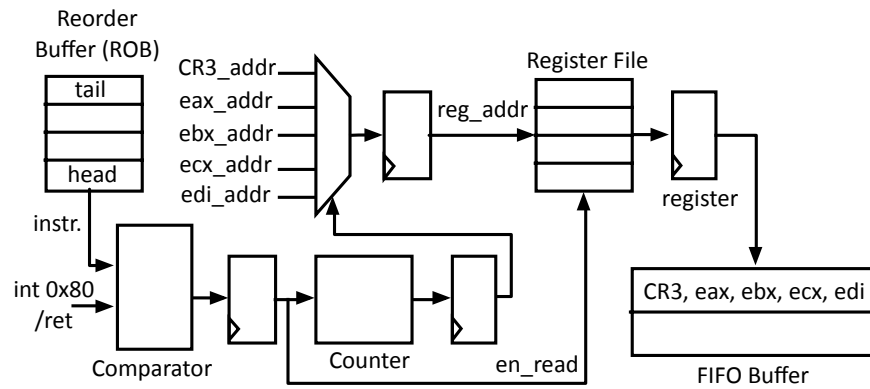 Reorder
Buffer (ROB)
tail
head
instr.
int 0x80
/ret
Comparator
CR3_addr
eax_addr
ebx_addr
ecx_addr
edi_addr
Counter
reg_addr
en_read
Register File
register
CR3, eax, ebx, ecx, edi
FIFO Buffer